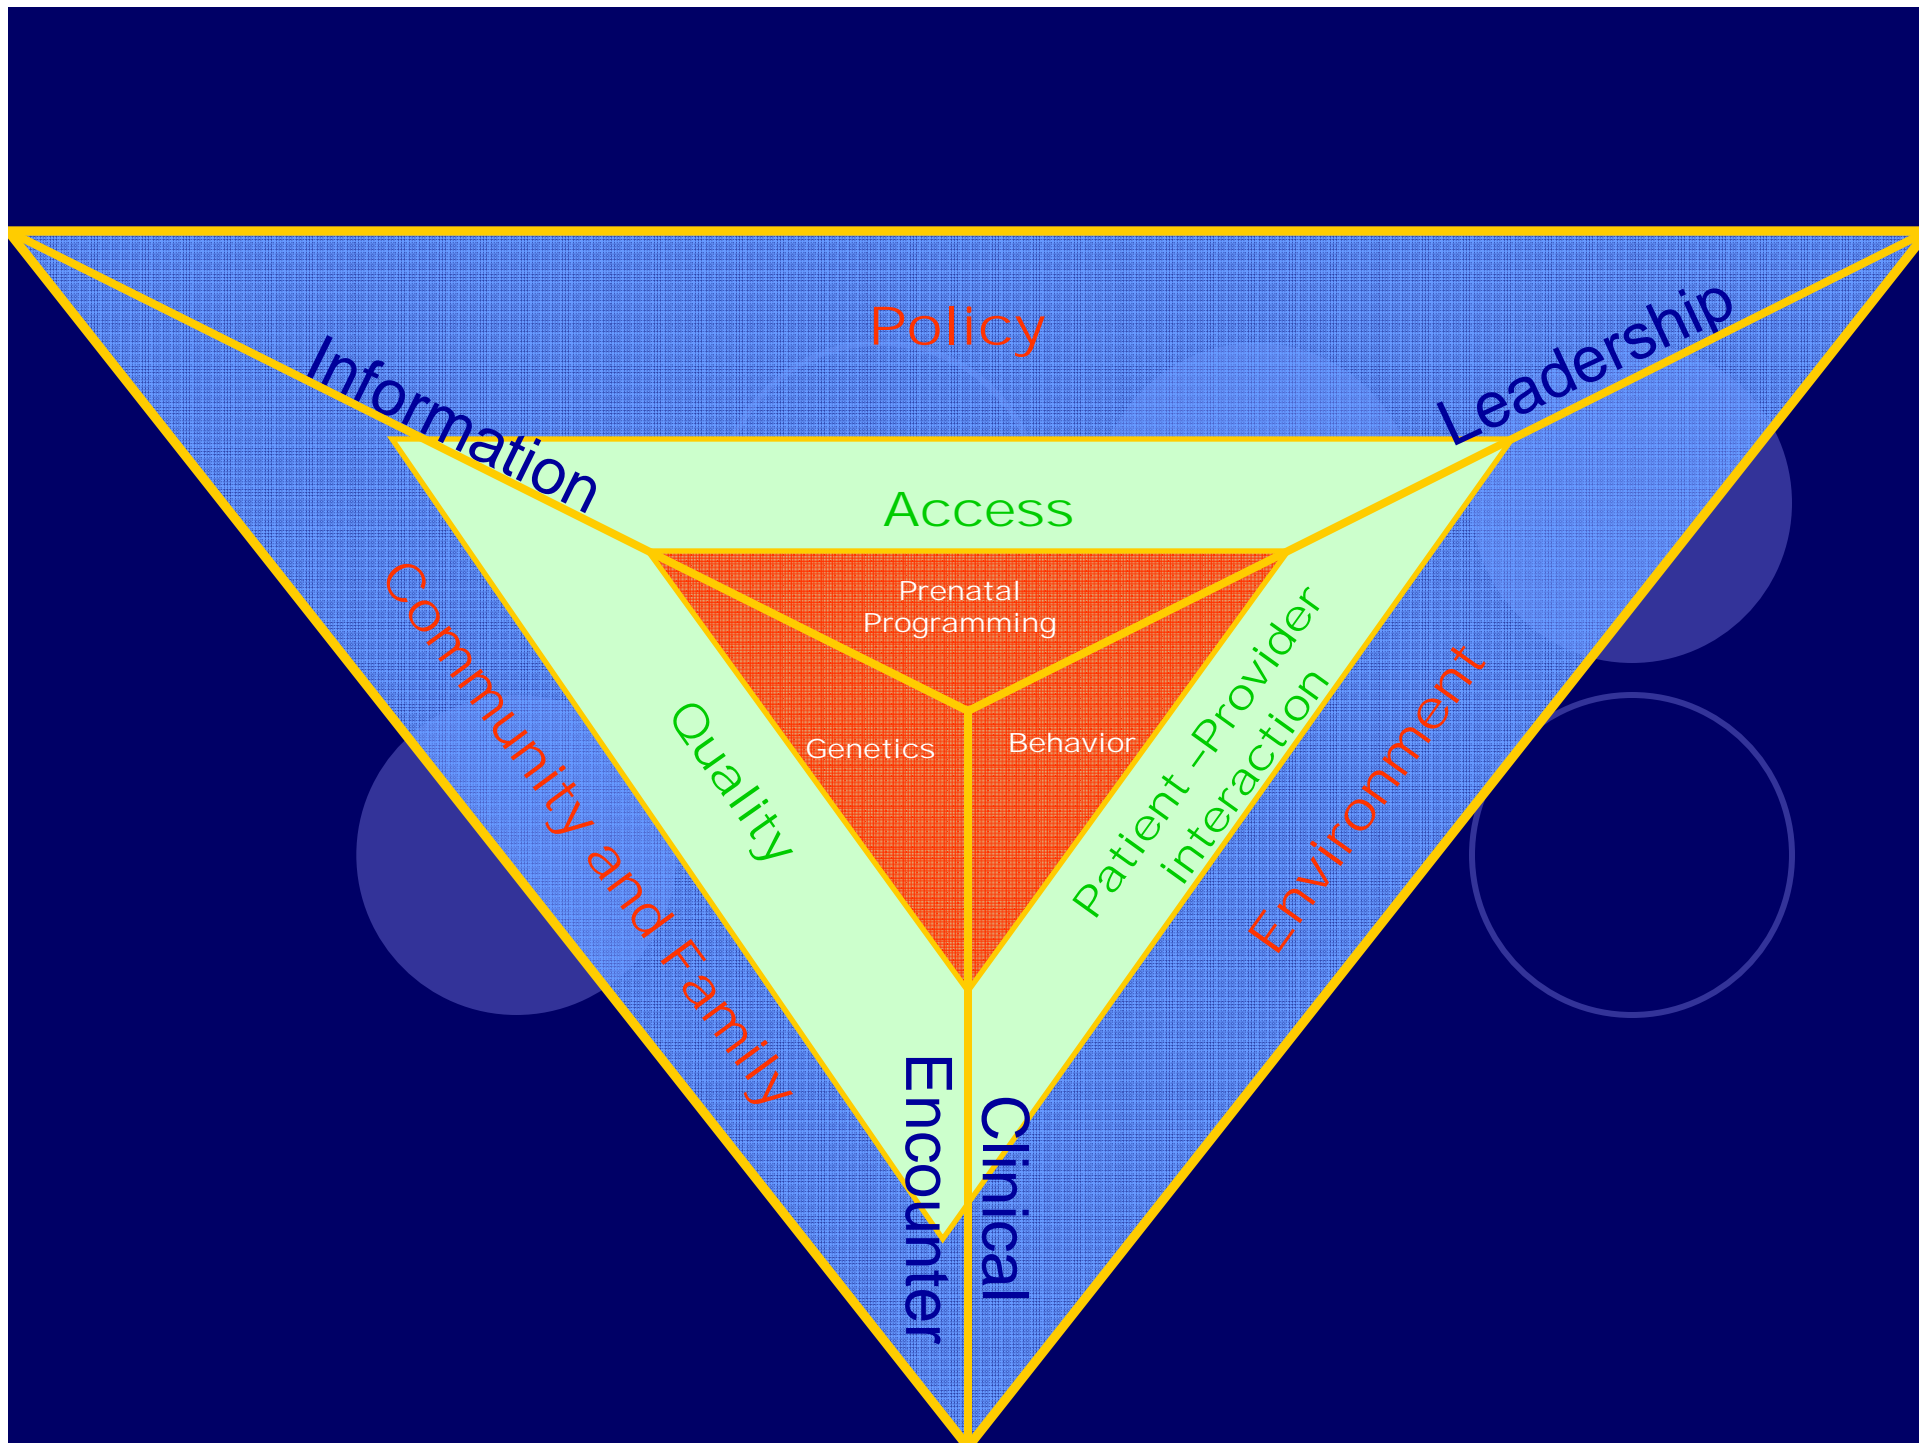 Policy
Information
Leadership
Access
Prenatal
Programming
Community and Family
Quality
Genetics
Behavior
Patient –Provider
interaction
Environment
Clinical
Encounter